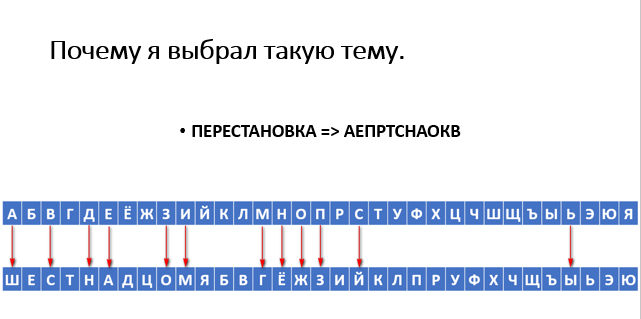 Почему я выбрал такую тему.
• ПЕРЕСТАНОВКА => АЕПРТСНАОКВ
А Б В Г Д Е Ё Ж З И Й К Л М Н О П Р С Т У Ф Х Ц Ч Ш Щ Ъ Ы Ь Э Ю Я
Ш Е С Т Н А Д Ц О М Я Б В Г Ё Ж З И Й К Л П Р У Ф Х Ч Щ Ъ Ы Ь Э Ю